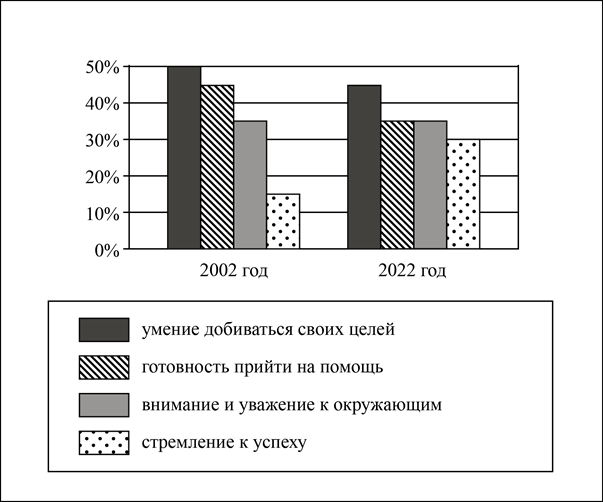 50%
40%
30%
20%
10%
0%
2002 год
2022 год
умение добиваться своих целей
готовность прийти на помощь
внимание и уважение к окружающим
стремление к успеху